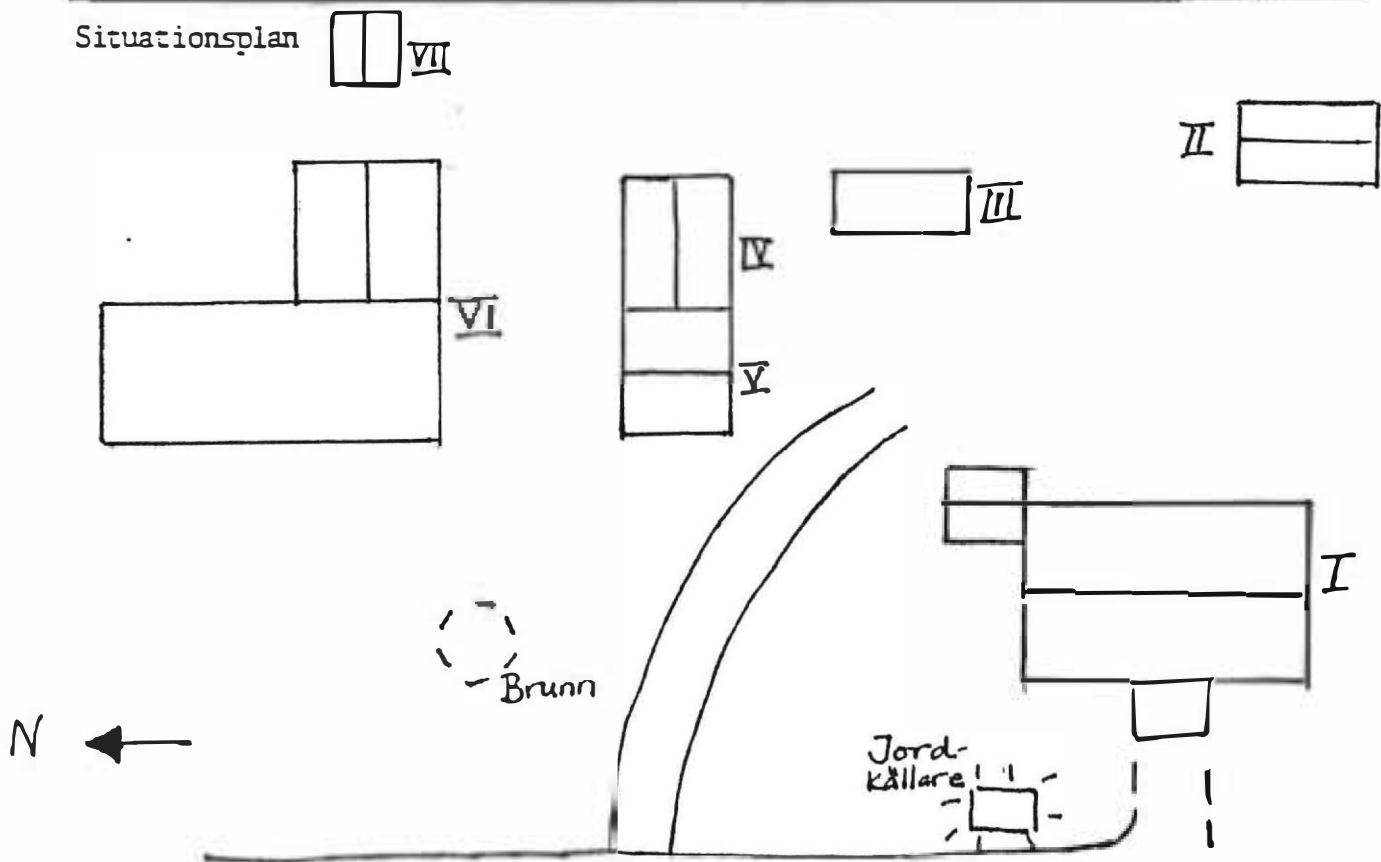 Situationsplan
VII
II
III
IV
VI
V
I
Brunn
N
Jord-
källare